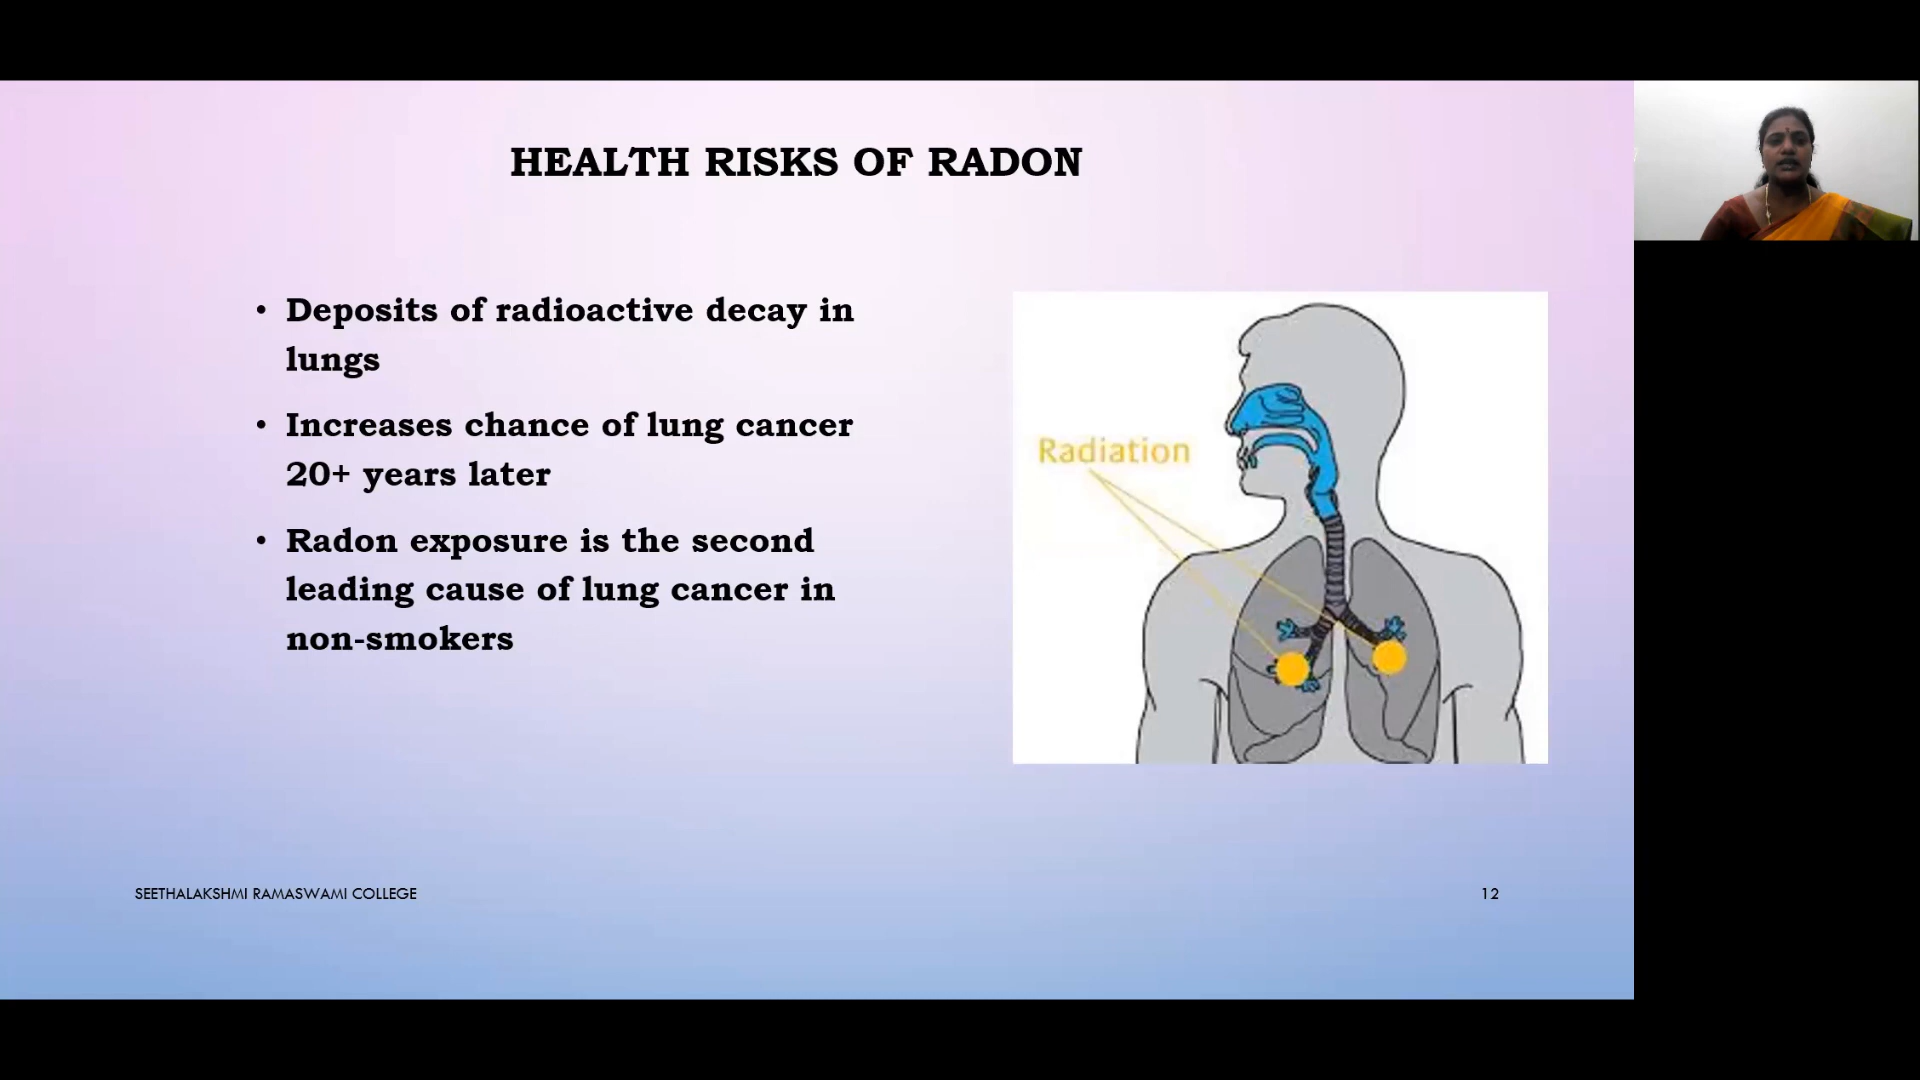 HEALTH RISKS OF RADON
• Deposits of radioactive decay in
lungs
• Increases chance of lung cancer
20+ years later
• Radon exposure is the second
leading cause of lung cancer in
non-smokers
Radiation
SEETHALAKSHMI RAMASWAMI COLLEGE
12